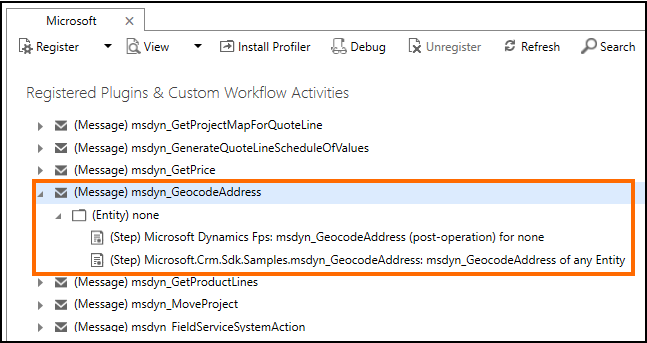 Microsoft
Register View Install Profiler Debug Unregister Refresh Search
Registered Plugins & Custom Workflow Activities
(Message) msdyn_GetProjectMapForQuoteLine
(Message) msdyn_GenerateQuoteLineScheduleOfValues
(Message) msdyn_GetPrice
(Message) msdyn_GeocodeAddress
(Entity) none
(Step) Microsoft Dynamics Fps: msdyn_GeocodeAddress (post-operation) for none
(Step) Microsoft.Crm.Sdk.Samples.msdyn_GeocodeAddress: msdyn_GeocodeAddress of any Entity
(Message) msdyn_GetProductLines
(Message) msdyn_MoveProject
(Message) msdyn_FieldServiceSystemAction